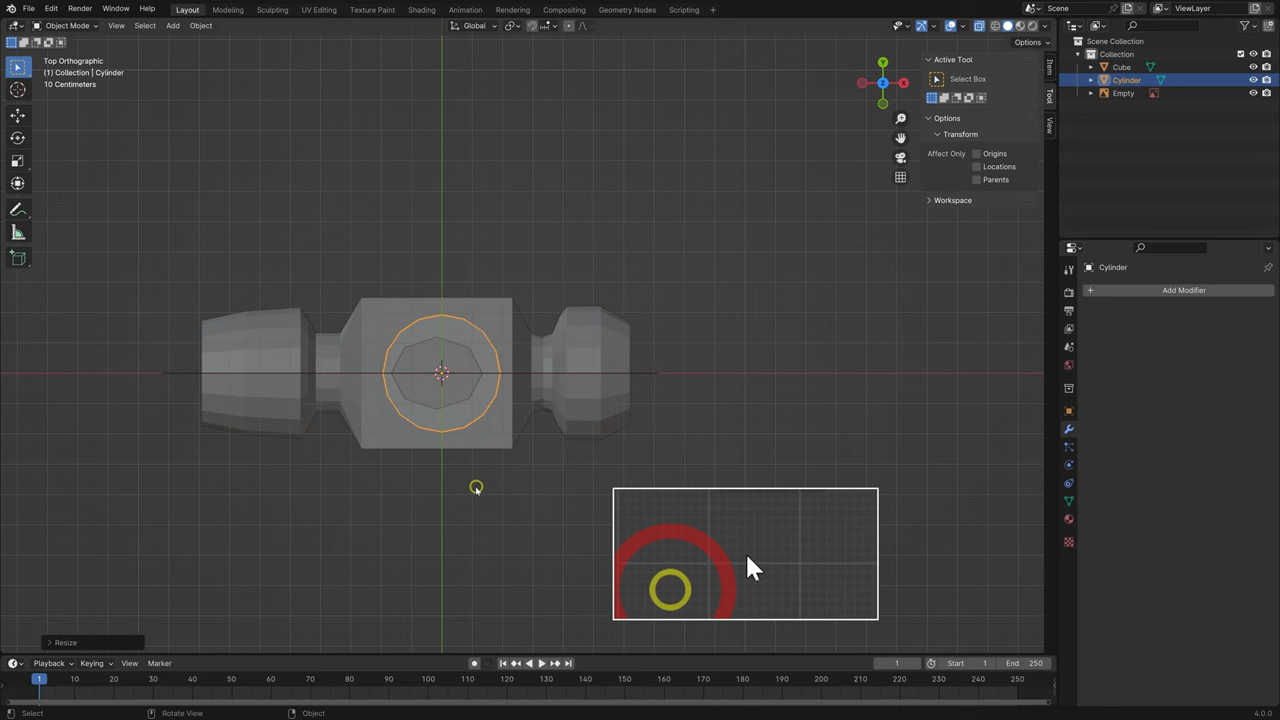 File Edit Render Window Help Layout Modeling Sculpting UV Editing Texture Paint Shading Animation Rendering Compositing Geometry Nodes Scripting + Scene ViewLayer
Object Mode View Select Add Object Global
Options
Top Orthographic
(1) Collection | Cylinder
10 Centimeters
Y
X
Z
Active Tool
Select Box
Options
Transform
Affect Only Origins
Locations
Parents
Workspace
Item
Tool
View
Scene Collection
Collection
Cube
Cylinder
Empty
Cylinder
+ Add Modifier
> Resize
Playback Keying View Marker 1 Start 1 End 250
1 10 20 30 40 50 60 70 80 90 100 110 120 130 140 150 160 170 180 190 200 210 220 230 240 250
Select Rotate View Object 4.0.0